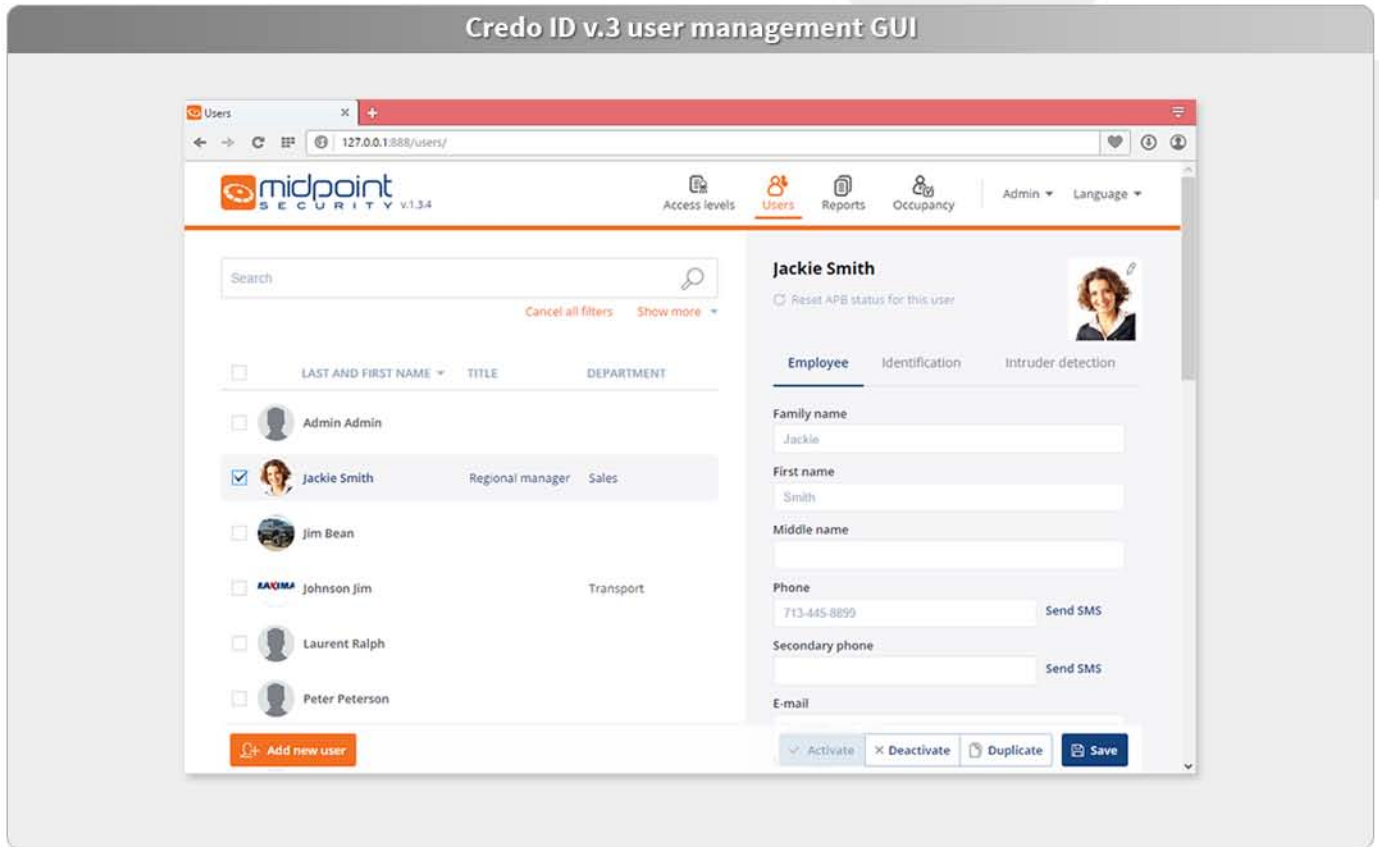 Credo ID v.3 user management GUI
Users
127.0.0.1:888/users/
midpoint
SECURITY v.1.3.4
Access levels
Users
Reports
Occupancy
Admin
Language
Search
Cancel all filters
Show more
LAST AND FIRST NAME
TITLE
DEPARTMENT
Admin Admin
Jackie Smith
Regional manager
Sales
Jim Bean
Johnson Jim
Transport
Laurent Ralph
Peter Peterson
Add new user
Jackie Smith
Reset APB status for this user
Employee
Identification
Intruder detection
Family name
Jackie
First name
Smith
Middle name
Phone
713-445-8899
Send SMS
Secondary phone
Send SMS
E-mail
Activate
Deactivate
Duplicate
Save